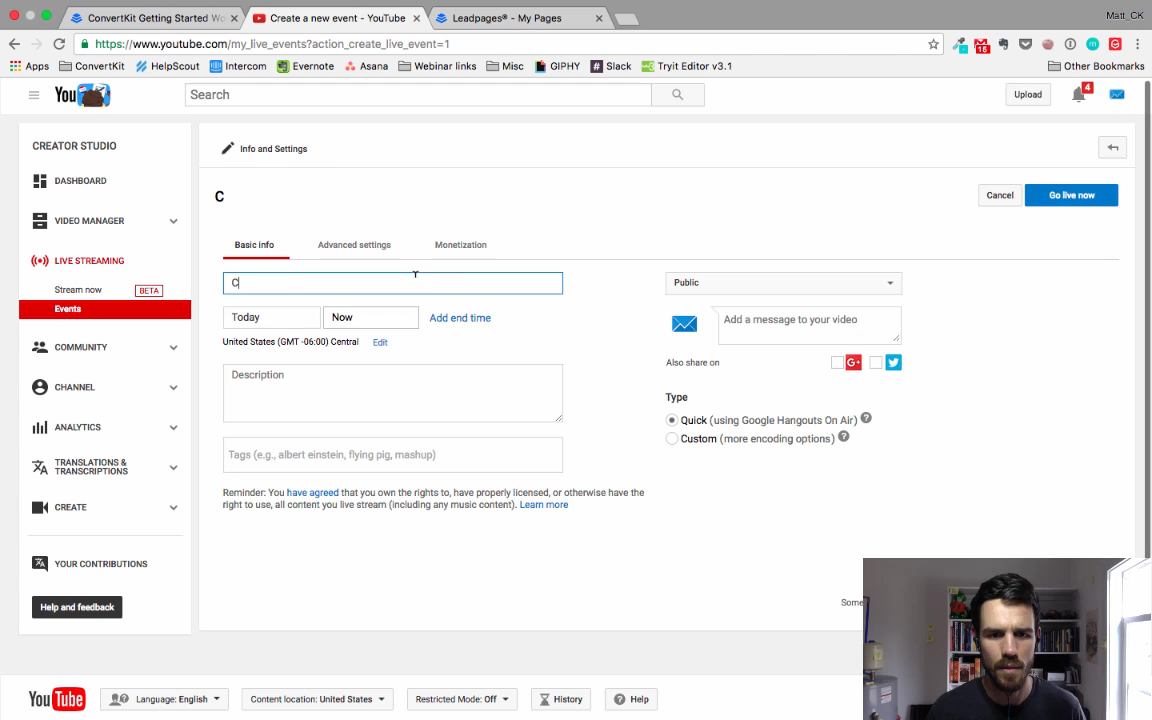 ConvertKit Getting Started Wo
Create a new event - YouTube
Leadpages® - My Pages
Matt_CK
https://www.youtube.com/my_live_events?action_create_live_event=1
16
Apps
ConvertKit
HelpScout
Intercom
Evernote
Asana
Webinar links
Misc
GIPHY
Slack
Tryit Editor v3.1
Other Bookmarks
You
Search
Upload
4
CREATOR STUDIO
DASHBOARD
VIDEO MANAGER
LIVE STREAMING
Stream now
BETA
Events
COMMUNITY
CHANNEL
ANALYTICS
TRANSLATIONS &
TRANSCRIPTIONS
CREATE
YOUR CONTRIBUTIONS
Help and feedback
Info and Settings
C
Cancel
Go live now
Basic info
Advanced settings
Monetization
C
Today
Now
Add end time
United States (GMT -06:00) Central
Edit
Description
Tags (e.g., albert einstein, flying pig, mashup)
Reminder: You have agreed that you own the rights to, have properly licensed, or otherwise have the
right to use, all content you live stream (including any music content). Learn more
Public
Add a message to your video
Also share on
G+
Type
Quick (using Google Hangouts On Air) ?
Custom (more encoding options) ?
Some
YouTube
Language: English
Content location: United States
Restricted Mode: Off
History
Help